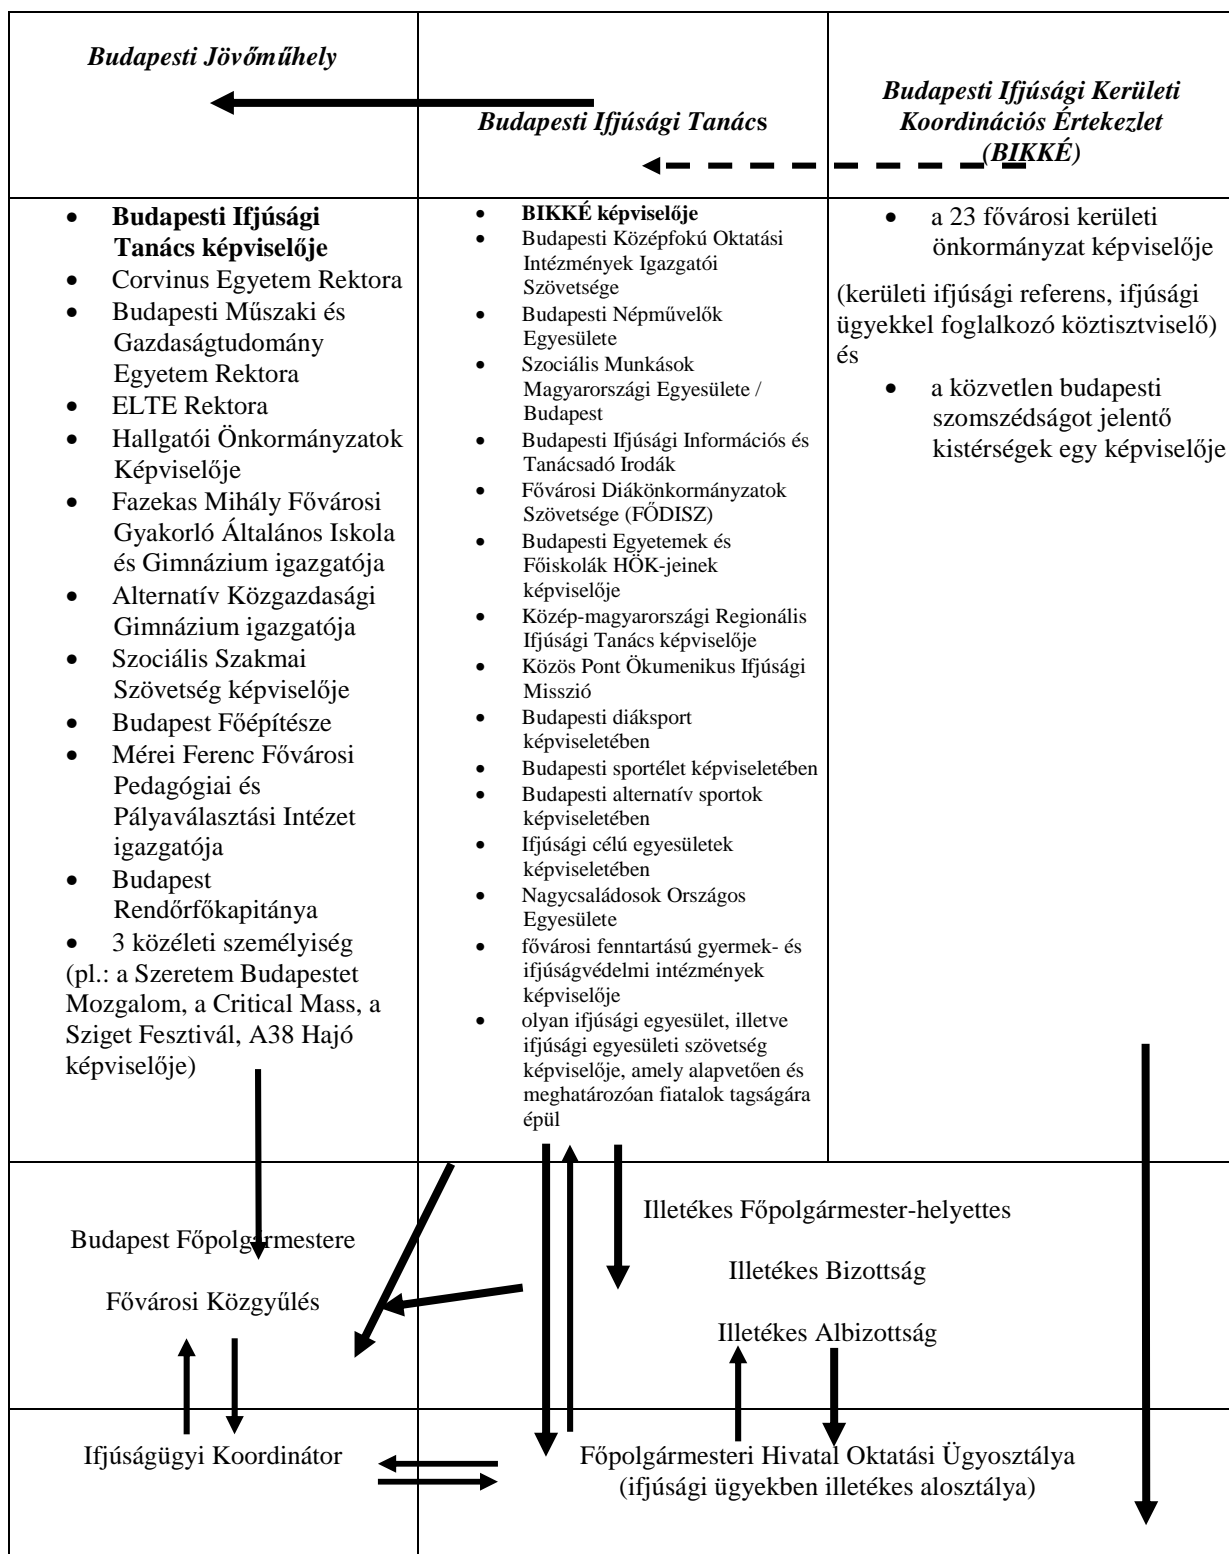 Budapesti Jövőműhely
Budapesti Ifjúsági Tanács
Budapesti Ifjúsági Kerületi
Koordinációs Értekezlet
(BIKKÉ)
• Budapesti Ifjúsági
Tanács képviselője
• Corvinus Egyetem Rektora
• Budapesti Műszaki és
Gazdaságtudomány
Egyetem Rektora
• ELTE Rektora
• Hallgatói Önkormányzatok
Képviselője
• Fazekas Mihály Fővárosi
Gyakorló Általános Iskola
és Gimnázium igazgatója
• Alternatív Közgazdasági
Gimnázium igazgatója
• Szociális Szakmai
Szövetség képviselője
• Budapest Főépítésze
• Mérei Ferenc Fővárosi
Pedagógiai és
Pályaválasztási Intézet
igazgatója
• Budapest
Rendőrfőkapitánya
• 3 közéleti személyiség
(pl.: a Szeretem Budapestet
Mozgalom, a Critical Mass, a
Sziget Fesztivál, A38 Hajó
képviselője)
• BIKKÉ képviselője
• Budapesti Középfokú Oktatási
Intézmények Igazgatói
Szövetsége
• Budapesti Népművelők
Egyesülete
• Szociális Munkások
Magyarországi Egyesülete /
Budapest
• Budapesti Ifjúsági Információs és
Tanácsadó Irodák
• Fővárosi Diákönkormányzatok
Szövetsége (FŐDISZ)
• Budapesti Egyetemek és
Főiskolák HÖK-jeinek
képviselője
• Közép-magyarországi Regionális
Ifjúsági Tanács képviselője
• Közös Pont Ökumenikus Ifjúsági
Misszió
• Budapesti diáksport
képviseletében
• Budapesti sportélet képviseletében
• Budapesti alternatív sportok
képviseletében
• Ifjúsági célú egyesületek
képviseletében
• Nagycsaládosok Országos
Egyesülete
• fővárosi fenntartású gyermek- és
ifjúságvédelmi intézmények
képviselője
• olyan ifjúsági egyesület, illetve
ifjúsági egyesületi szövetség
képviselője, amely alapvetően és
meghatározóan fiatalok tagságára
épül
• a 23 fővárosi kerületi
önkormányzat képviselője
(kerületi ifjúsági referens, ifjúsági
ügyekkel foglalkozó köztisztviselő)
és
• a közvetlen budapesti
szomszédságot jelentő
kistérségek egy képviselője
Budapest Főpolgármestere
Fővárosi Közgyűlés
Illetékes Főpolgármester-helyettes
Illetékes Bizottság
Illetékes Albizottság
Ifjúságügyi Koordinátor
Főpolgármesteri Hivatal Oktatási Ügyosztálya
(ifjúsági ügyekben illetékes alosztálya)